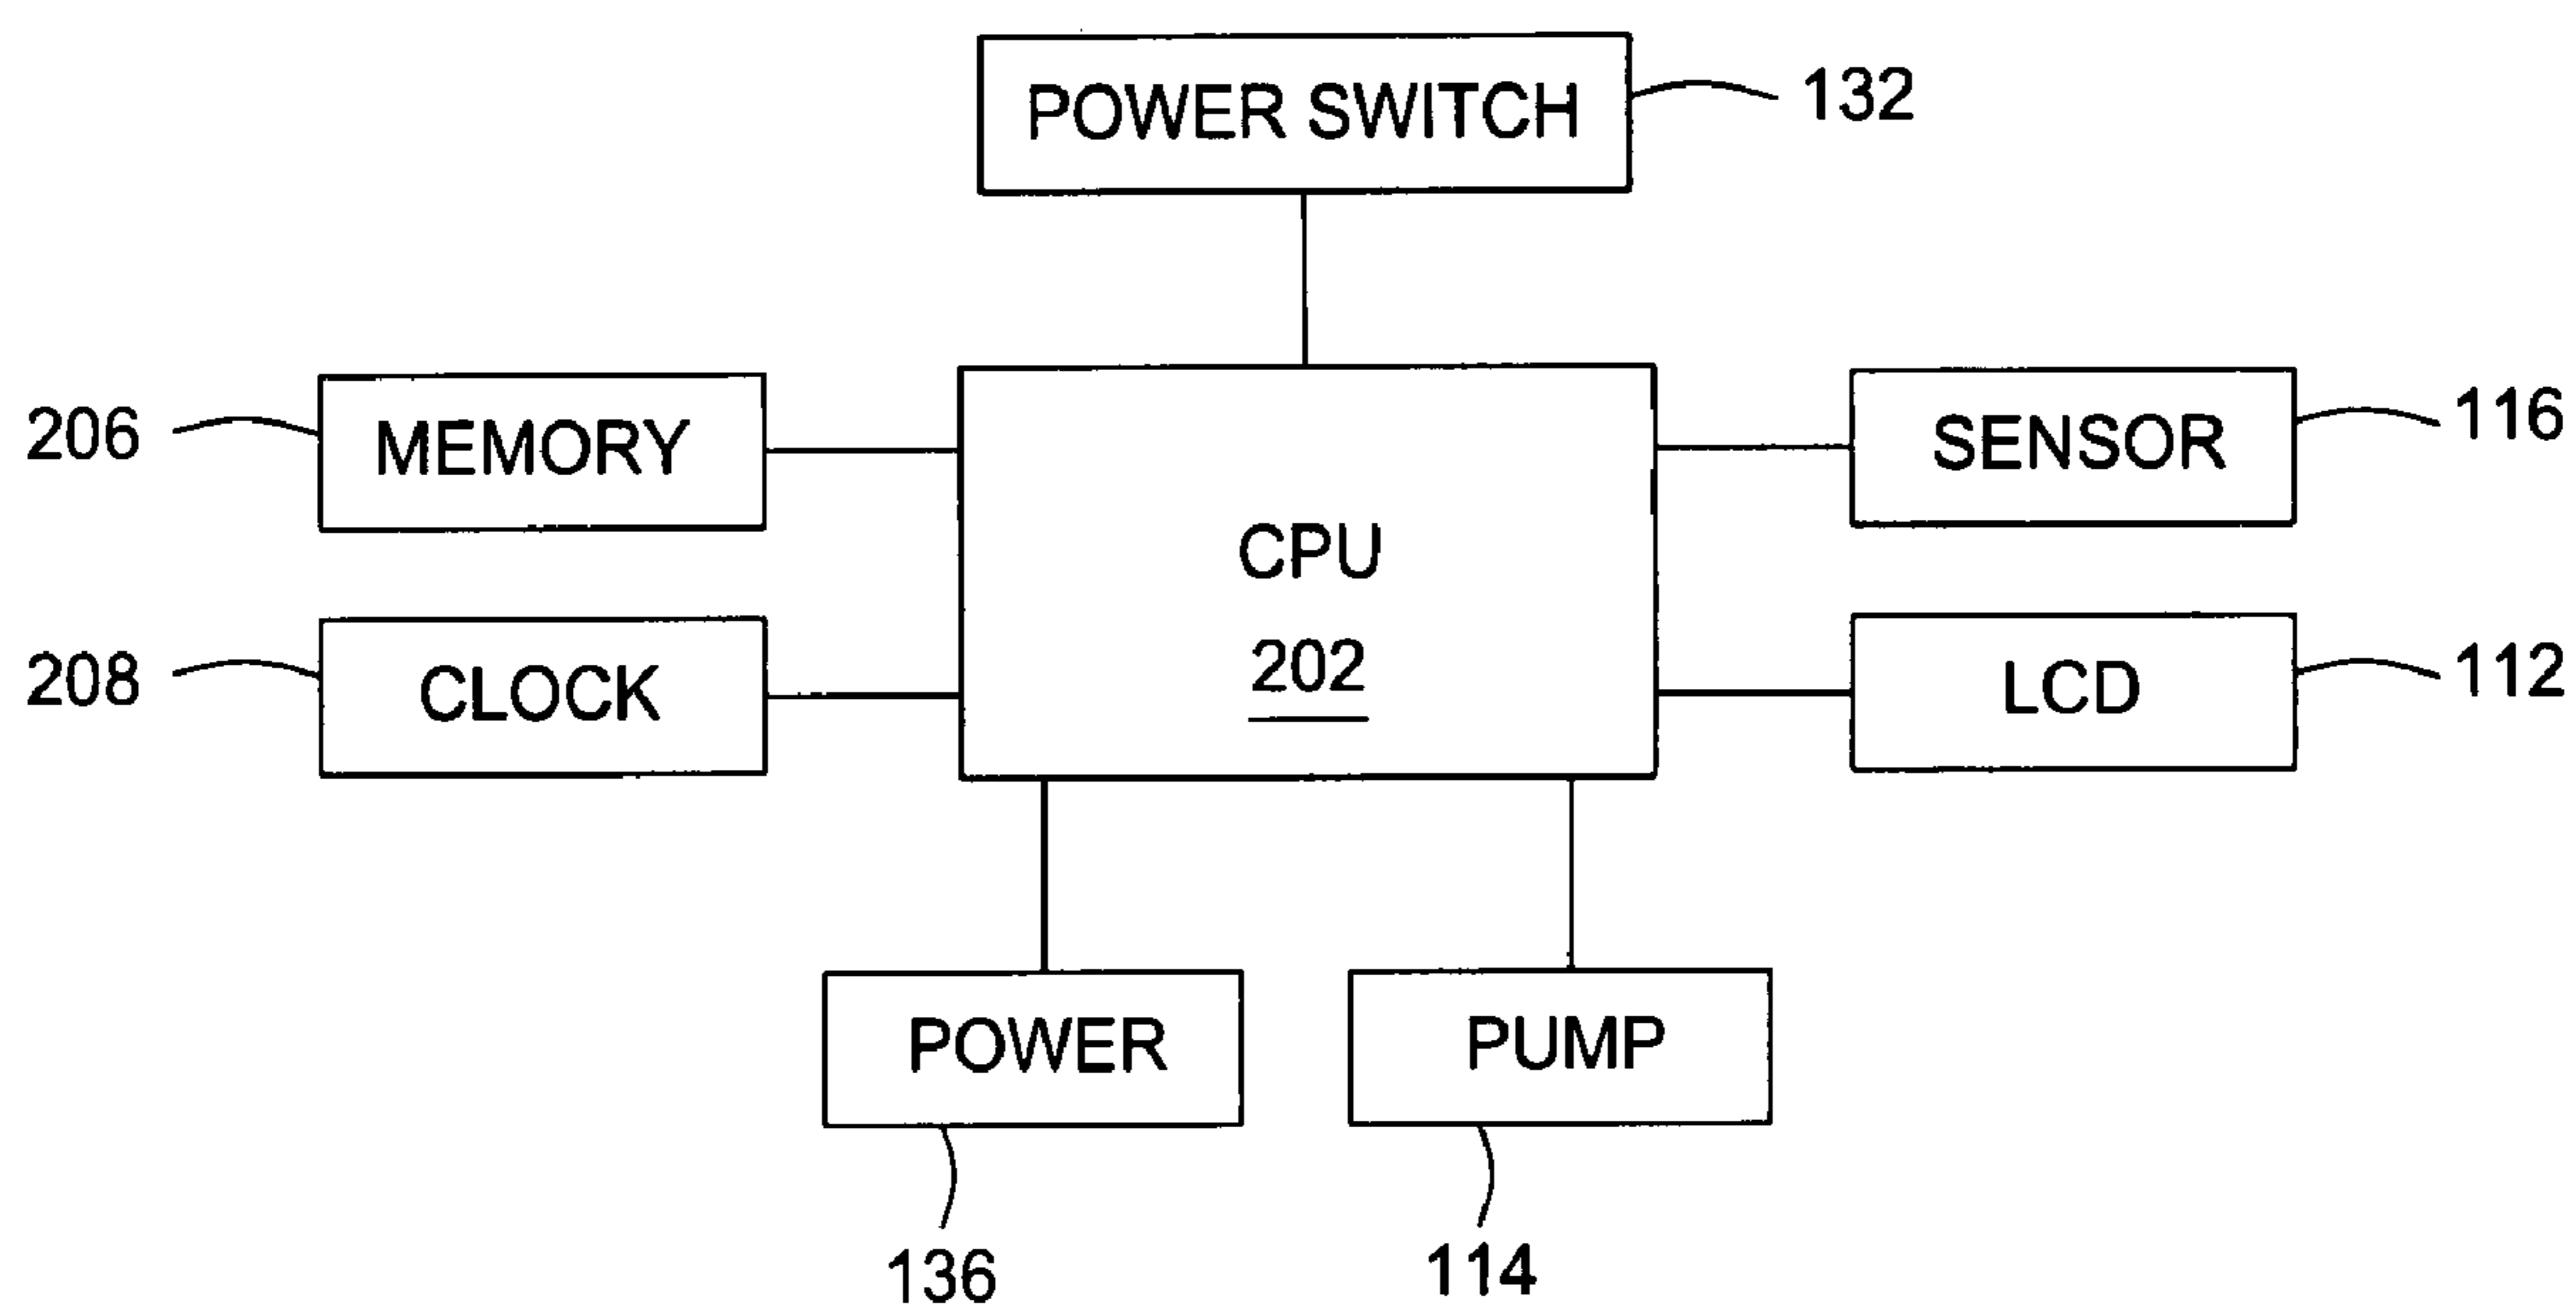 POWER SWITCH
132
206
MEMORY
SENSOR
116
CPU
202
208
CLOCK
LCD
112
POWER
PUMP
136
114